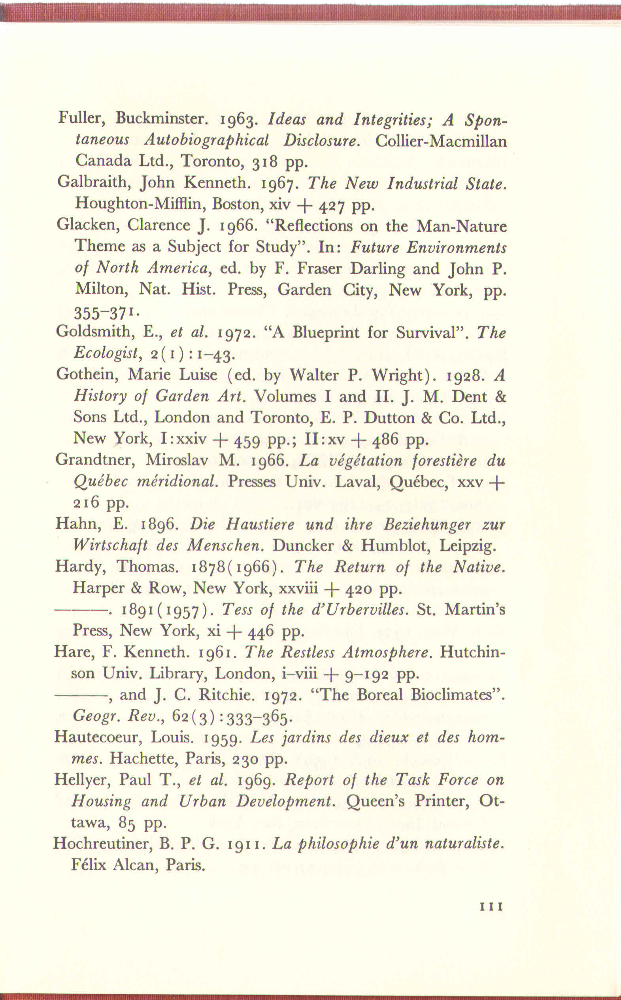 Fuller, Buckminster. 1963. Ideas and Integrities; A Spon-
taneous Autobiographical Disclosure. Collier-Macmillan
Canada Ltd., Toronto, 318 pp.
Galbraith, John Kenneth. 1967. The New Industrial State.
Houghton-Mifflin, Boston, xiv + 427 pp.
Glacken, Clarence J. 1966. “Reflections on the Man-Nature
Theme as a Subject for Study”. In: Future Environments
of North America, ed. by F. Fraser Darling and John P.
Milton, Nat. Hist. Press, Garden City, New York, pp.
355–371.
Goldsmith, E., et al. 1972. “A Blueprint for Survival”. The
Ecologist, 2(1):1–43.
Gothein, Marie Luise (ed. by Walter P. Wright). 1928. A
History of Garden Art. Volumes I and II. J. M. Dent &
Sons Ltd., London and Toronto, E. P. Dutton & Co. Ltd.,
New York, I:xxiv + 459 pp.; II:xv + 486 pp.
Grandtner, Miroslav M. 1966. La végétation forestière du
Québec méridional. Presses Univ. Laval, Québec, xxv +
216 pp.
Hahn, E. 1896. Die Haustiere und ihre Beziehunger zur
Wirtschaft des Menschen. Duncker & Humblot, Leipzig.
Hardy, Thomas. 1878(1966). The Return of the Native.
Harper & Row, New York, xxviii + 420 pp.
———. 1891(1957). Tess of the d’Urbervilles. St. Martin’s
Press, New York, xi + 446 pp.
Hare, F. Kenneth. 1961. The Restless Atmosphere. Hutchin-
son Univ. Library, London, i–viii + 9–192 pp.
———, and J. C. Ritchie. 1972. “The Boreal Bioclimates”.
Geogr. Rev., 62(3):333–365.
Hautecoeur, Louis. 1959. Les jardins des dieux et des hom-
mes. Hachette, Paris, 230 pp.
Hellyer, Paul T., et al. 1969. Report of the Task Force on
Housing and Urban Development. Queen’s Printer, Ot-
tawa, 85 pp.
Hochreutiner, B. P. G. 1911. La philosophie d’un naturaliste.
Félix Alcan, Paris.
111